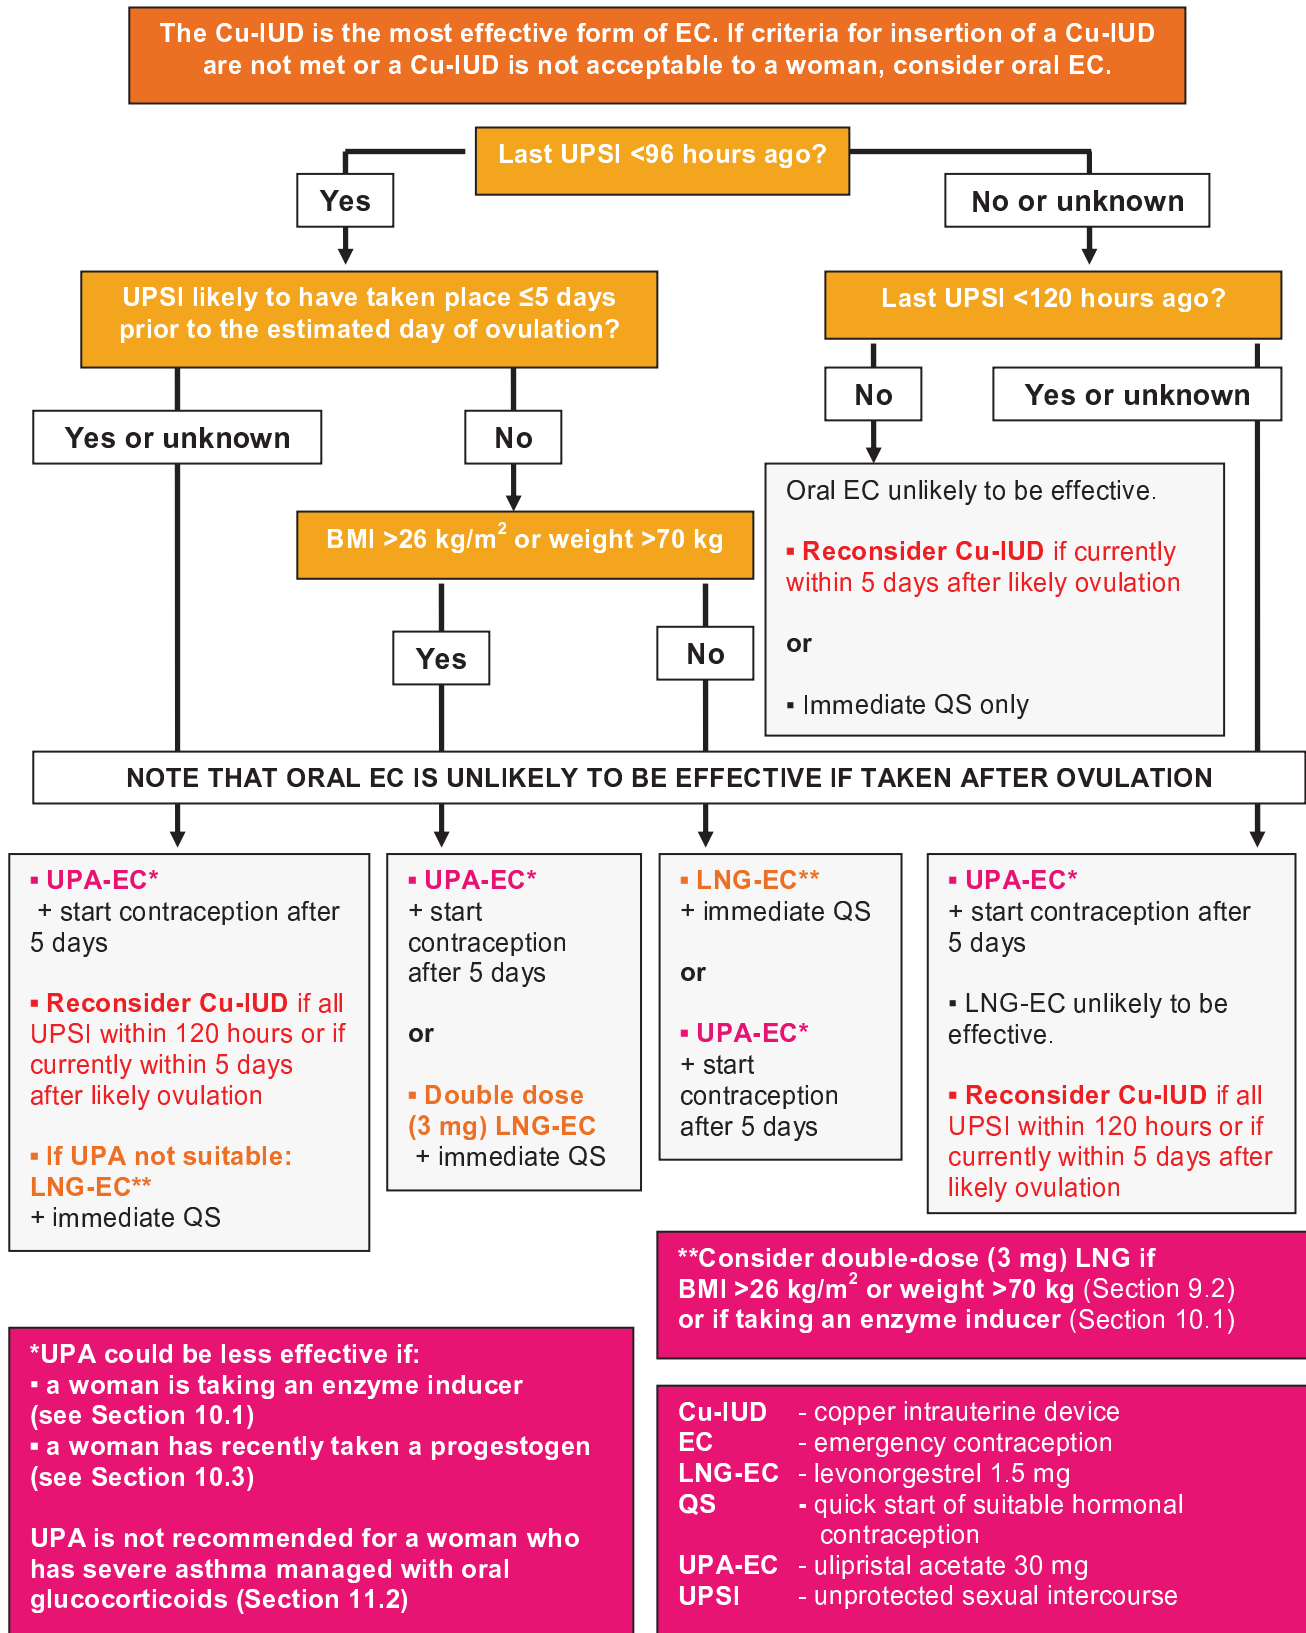 The Cu-IUD is the most effective form of EC. If criteria for insertion of a Cu-IUD
are not met or a Cu-IUD is not acceptable to a woman, consider oral EC.
Last UPSI <96 hours ago?
Yes
No or unknown
UPSI likely to have taken place ≤5 days
prior to the estimated day of ovulation?
Last UPSI <120 hours ago?
Yes or unknown
No
No
Yes or unknown
BMI >26 kg/m² or weight >70 kg
Yes
No
Oral EC unlikely to be effective.
▪ Reconsider Cu-IUD if currently
within 5 days after likely ovulation
or
▪ Immediate QS only
NOTE THAT ORAL EC IS UNLIKELY TO BE EFFECTIVE IF TAKEN AFTER OVULATION
▪ UPA-EC*
+ start contraception after
5 days
▪ Reconsider Cu-IUD if all
UPSI within 120 hours or if
currently within 5 days
after likely ovulation
▪ If UPA not suitable:
LNG-EC**
+ immediate QS
▪ UPA-EC*
+ start
contraception
after 5 days
or
▪ Double dose
(3 mg) LNG-EC
+ immediate QS
▪ LNG-EC**
+ immediate QS
or
▪ UPA-EC*
+ start
contraception
after 5 days
▪ UPA-EC*
+ start contraception after
5 days
▪ LNG-EC unlikely to be
effective.
▪ Reconsider Cu-IUD if all
UPSI within 120 hours or if
currently within 5 days after
likely ovulation
**Consider double-dose (3 mg) LNG if
BMI >26 kg/m² or weight >70 kg (Section 9.2)
or if taking an enzyme inducer (Section 10.1)
*UPA could be less effective if:
▪ a woman is taking an enzyme inducer
(see Section 10.1)
▪ a woman has recently taken a progestogen
(see Section 10.3)
UPA is not recommended for a woman who
has severe asthma managed with oral
glucocorticoids (Section 11.2)
Cu-IUD - copper intrauterine device
EC - emergency contraception
LNG-EC - levonorgestrel 1.5 mg
QS - quick start of suitable hormonal
contraception
UPA-EC - ulipristal acetate 30 mg
UPSI - unprotected sexual intercourse